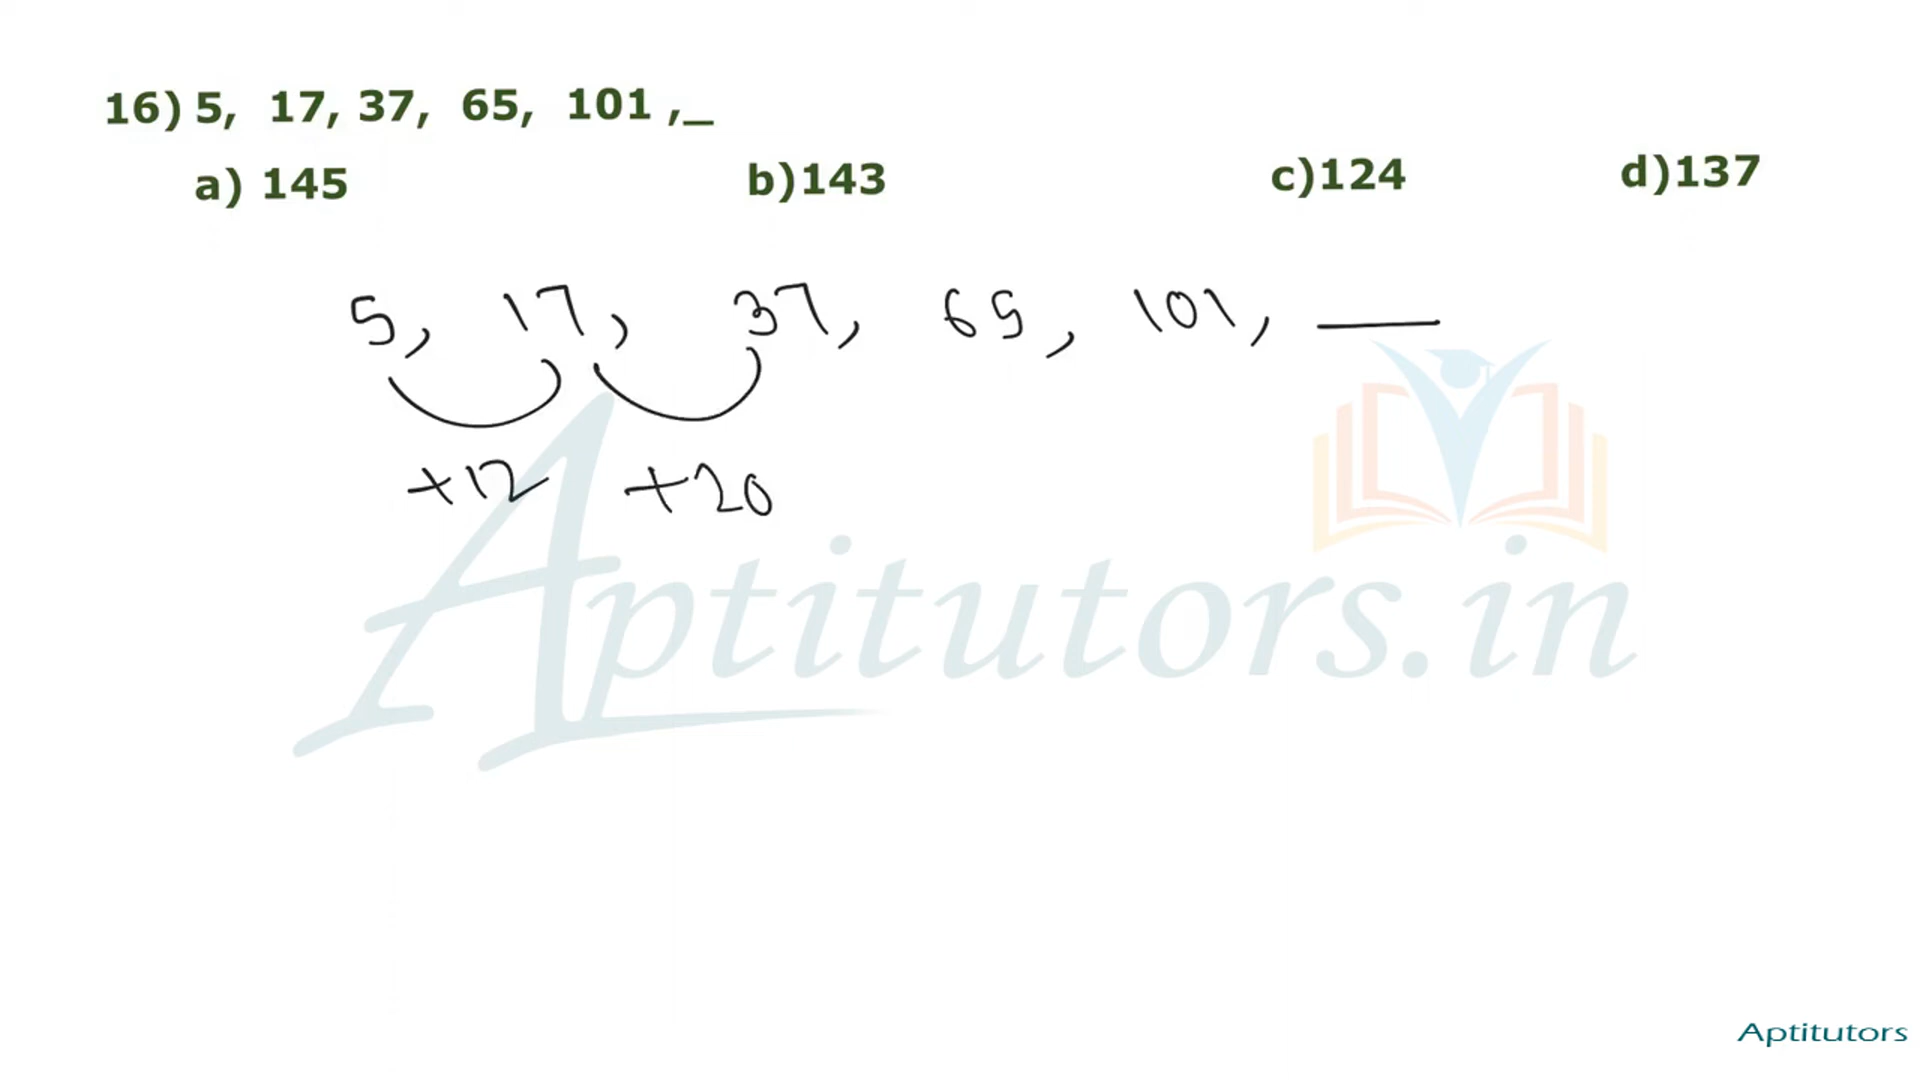 16) 5, 17, 37, 65, 101 ,_
a) 145 b)143 c)124 d)137
5, 17, 37, 65, 101, ___
+12 +20
Aptitutors.in
Aptitutors